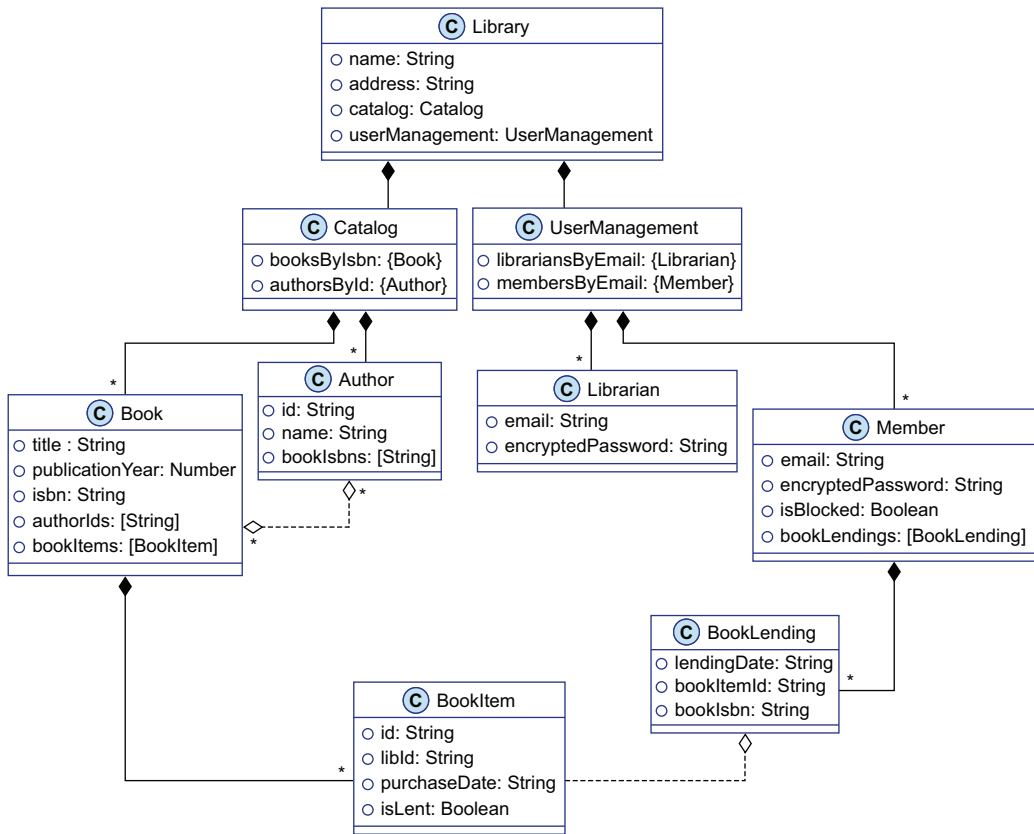 C Library
name: String
address: String
catalog: Catalog
userManagement: UserManagement
C Catalog
booksByIsbn: {Book}
authorsById: {Author}
C UserManagement
librariansByEmail: {Librarian}
membersByEmail: {Member}
*
*
*
*
C Book
title : String
publicationYear: Number
isbn: String
authorIds: [String]
bookItems: [BookItem]
C Author
id: String
name: String
bookIsbns: [String]
*
*
C Librarian
email: String
encryptedPassword: String
C Member
email: String
encryptedPassword: String
isBlocked: Boolean
bookLendings: [BookLending]
C BookLending
lendingDate: String
bookItemId: String
bookIsbn: String
*
C BookItem
id: String
libId: String
purchaseDate: String
isLent: Boolean
*